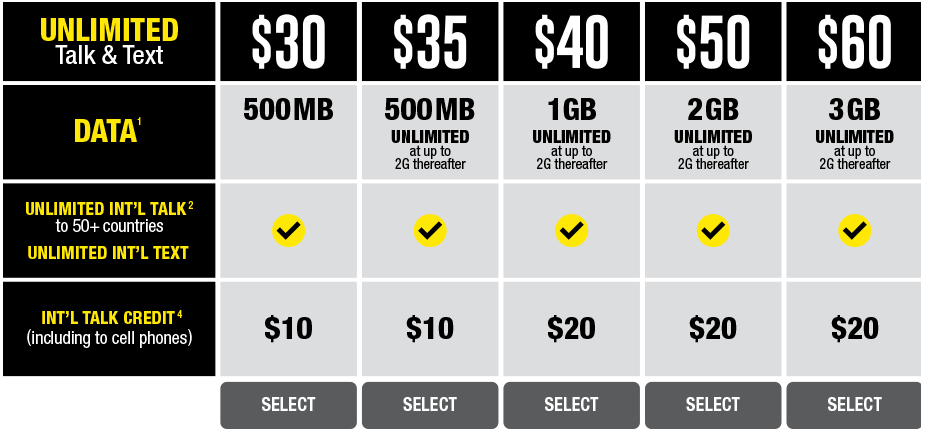 UNLIMITED
Talk & Text
$30
$35
$40
$50
$60
DATA¹
500MB
500MB
UNLIMITED
at up to
2G thereafter
1GB
UNLIMITED
at up to
2G thereafter
2GB
UNLIMITED
at up to
2G thereafter
3GB
UNLIMITED
at up to
2G thereafter
UNLIMITED INT'L TALK²
to 50+ countries
UNLIMITED INT'L TEXT
INT'L TALK CREDIT⁴
(including to cell phones)
$10
$10
$20
$20
$20
SELECT
SELECT
SELECT
SELECT
SELECT